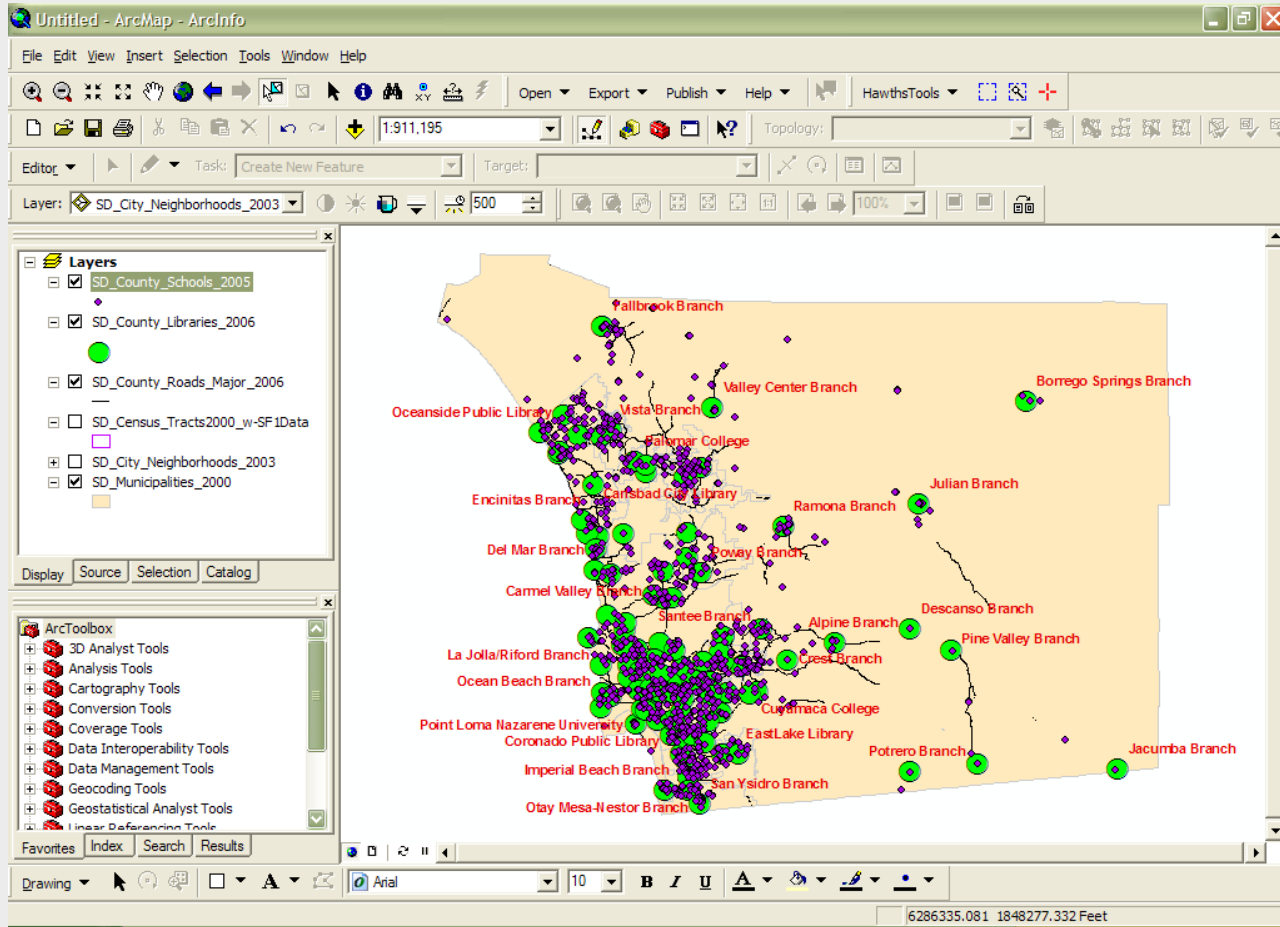 Untitled - ArcMap - ArcInfo
File Edit View Insert Selection Tools Window Help
Open Export Publish Help HawthsTools
1:911,195 Topology:
Editor Task: Create New Feature Target:
Layer: SD_City_Neighborhoods_2003 500 100%
Layers
SD_County_Schools_2005
SD_County_Libraries_2006
SD_County_Roads_Major_2006
SD_Census_Tracts2000_w-SF1Data
SD_City_Neighborhoods_2003
SD_Municipalities_2000
Display Source Selection Catalog
ArcToolbox
3D Analyst Tools
Analysis Tools
Cartography Tools
Conversion Tools
Coverage Tools
Data Interoperability Tools
Data Management Tools
Geocoding Tools
Geostatistical Analyst Tools
Linear Referencing Tools
Favorites Index Search Results
Fallbrook Branch
Valley Center Branch
Borrego Springs Branch
Oceanside Public Library
Vista Branch
Palomar College
Julian Branch
Encinitas Branch
Carlsbad City Library
Ramona Branch
Del Mar Branch
Poway Branch
Carmel Valley Branch
Santee Branch
Descanso Branch
Alpine Branch
Pine Valley Branch
La Jolla/Riford Branch
Crest Branch
Ocean Beach Branch
Cuyamaca College
Point Loma Nazarene University
EastLake Library
Coronado Public Library
Potrero Branch
Jacumba Branch
Imperial Beach Branch
San Ysidro Branch
Otay Mesa-Nestor Branch
Drawing A Arial 10 B I U A
6286335.081 1848277.332 Feet